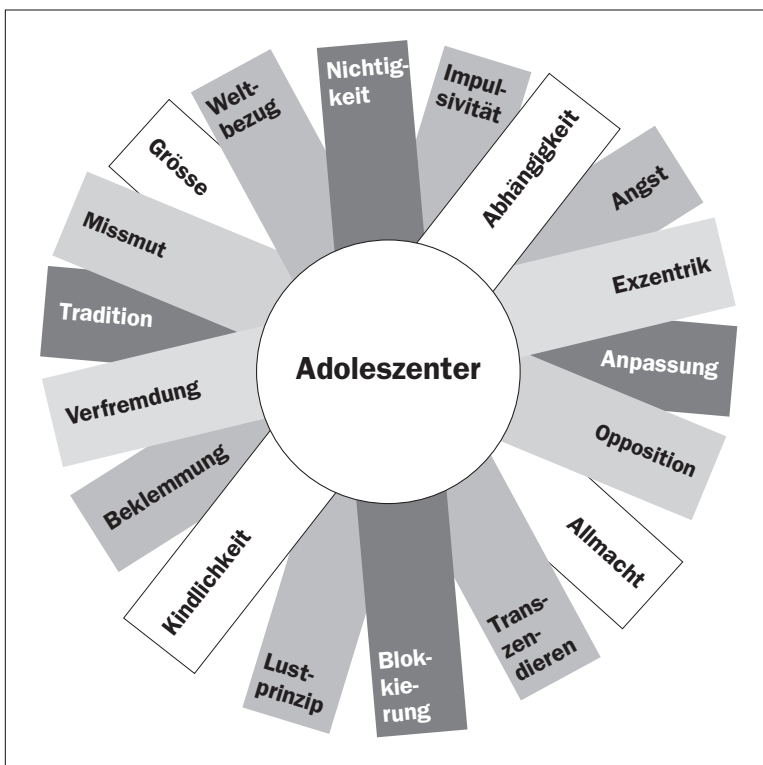 Nichtig-
keit
Impul-
sivität
Abhängigkeit
Angst
Exzentrik
Anpassung
Opposition
Allmacht
Trans-
zen-
dieren
Blok-
kie-
rung
Lust-
prinzip
Kindlichkeit
Beklemmung
Verfremdung
Tradition
Missmut
Grösse
Welt-
bezug
Adoleszenter